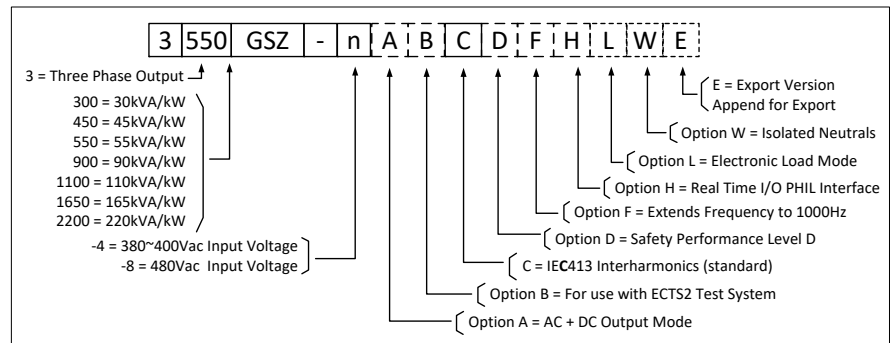 3 550 GSZ - n A B C D F H L W E
3 = Three Phase Output
300 = 30kVA/kW
450 = 45kVA/kW
550 = 55kVA/kW
900 = 90kVA/kW
1100 = 110kVA/kW
1650 = 165kVA/kW
2200 = 220kVA/kW
-4 = 380~400Vac Input Voltage
-8 = 480Vac Input Voltage
E = Export Version
Append for Export
Option W = Isolated Neutrals
Option L = Electronic Load Mode
Option H = Real Time I/O PHIL Interface
Option F = Extends Frequency to 1000Hz
Option D = Safety Performance Level D
C = IEC413 Interharmonics (standard)
Option B = For use with ECTS2 Test System
Option A = AC + DC Output Mode